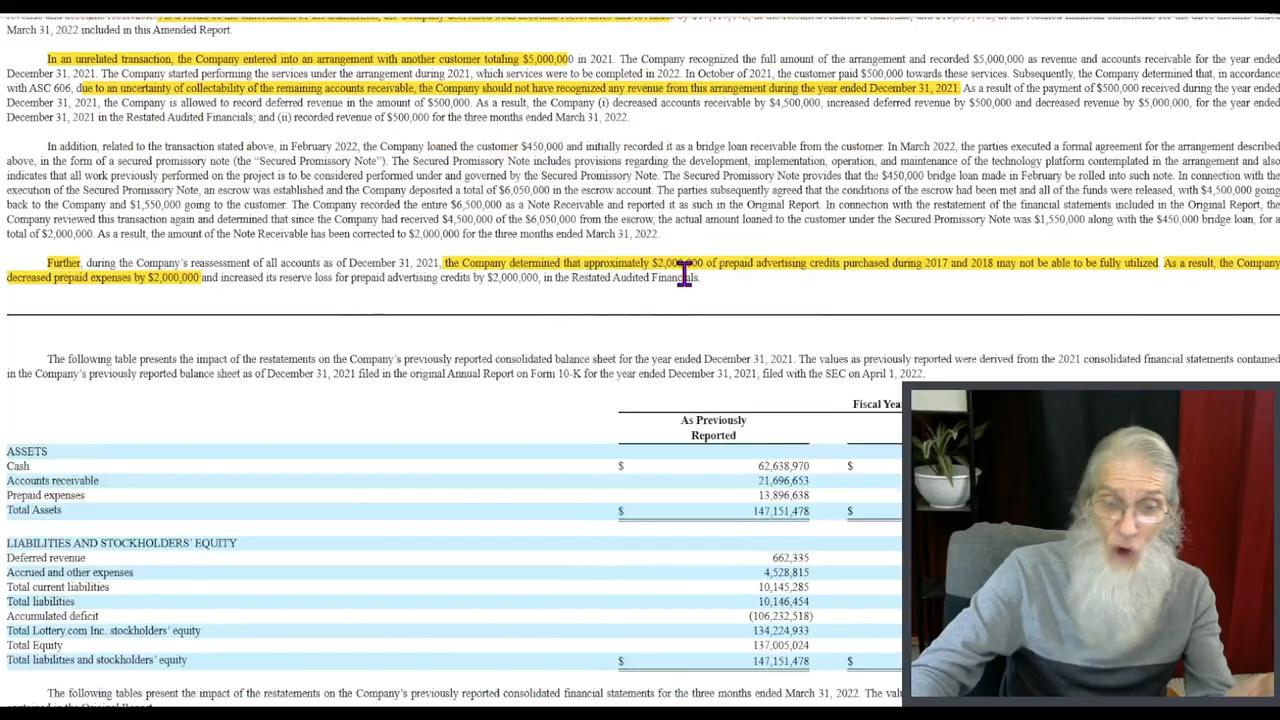 March 31, 2022 included in this Amended Report.
In an unrelated transaction, the Company entered into an arrangement with another customer totaling $5,000,000 in 2021. The Company recognized the full amount of the arrangement and recorded $5,000,000 as revenue and accounts receivable for the year ended
December 31, 2021. The Company started performing the services under the arrangement during 2021, which services were to be completed in 2022. In October of 2021, the customer paid $500,000 towards these services. Subsequently, the Company determined that, in accordance
with ASC 606, due to an uncertainty of collectability of the remaining accounts receivable, the Company should not have recognized any revenue from this arrangement during the year ended December 31, 2021. As a result of the payment of $500,000 received during the year ended
December 31, 2021, the Company is allowed to record deferred revenue in the amount of $500,000. As a result, the Company (i) decreased accounts receivable by $4,500,000, increased deferred revenue by $500,000 and decreased revenue by $5,000,000, for the year ended
December 31, 2021 in the Restated Audited Financials; and (ii) recorded revenue of $500,000 for the three months ended March 31, 2022.
In addition, related to the transaction stated above, in February 2022, the Company loaned the customer $450,000 and initially recorded it as a bridge loan receivable from the customer. In March 2022, the parties executed a formal agreement for the arrangement described
above, in the form of a secured promissory note (the “Secured Promissory Note”). The Secured Promissory Note includes provisions regarding the development, implementation, operation, and maintenance of the technology platform contemplated in the arrangement and also
indicates that all work previously performed on the project is to be considered performed under and governed by the Secured Promissory Note. The Secured Promissory Note provides that the $450,000 bridge loan made in February be rolled into such note. In connection with the
execution of the Secured Promissory Note, an escrow was established and the Company deposited a total of $6,050,000 in the escrow account. The parties subsequently agreed that the conditions of the escrow had been met and all of the funds were released, with $4,500,000 going
back to the Company and $1,550,000 going to the customer. The Company recorded the entire $6,500,000 as a Note Receivable and reported it as such in the Original Report. In connection with the restatement of the financial statements included in the Original Report, the
Company reviewed this transaction again and determined that since the Company had received $4,500,000 of the $6,050,000 from the escrow, the actual amount loaned to the customer under the Secured Promissory Note was $1,550,000 along with the $450,000 bridge loan, for a
total of $2,000,000. As a result, the amount of the Note Receivable has been corrected to $2,000,000 for the three months ended March 31, 2022.
Further, during the Company’s reassessment of all accounts as of December 31, 2021, the Company determined that approximately $2,000,000 of prepaid advertising credits purchased during 2017 and 2018 may not be able to be fully utilized. As a result, the Company
decreased prepaid expenses by $2,000,000 and increased its reserve loss for prepaid advertising credits by $2,000,000, in the Restated Audited Financials.
The following table presents the impact of the restatements on the Company’s previously reported consolidated balance sheet for the year ended December 31, 2021. The values as previously reported were derived from the 2021 consolidated financial statements contained
in the Company’s previously reported balance sheet as of December 31, 2021 filed in the original Annual Report on Form 10-K for the year ended December 31, 2021, filed with the SEC on April 1, 2022.
Fiscal Yea
As Previously
Reported
ASSETS
Cash $ 62,638,970 $
Accounts receivable 21,696,653
Prepaid expenses 13,896,638
Total Assets $ 147,151,478 $
LIABILITIES AND STOCKHOLDERS’ EQUITY
Deferred revenue 662,335
Accrued and other expenses 4,528,815
Total current liabilities 10,145,285
Total liabilities 10,146,454
Accumulated deficit (106,232,518)
Total Lottery.com Inc. stockholders’ equity 134,224,933
Total Equity 137,005,024
Total liabilities and stockholders’ equity $ 147,151,478 $
The following tables present the impact of the restatements on the Company’s previously reported consolidated financial statements for the three months ended March 31, 2022. The valu